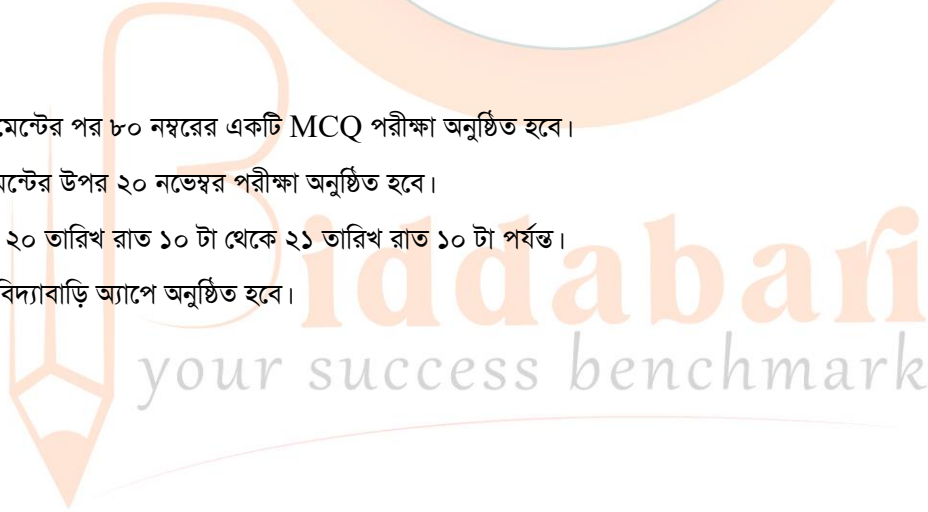 মেন্টের পর ৮০ নম্বরের একটি MCQ পরীক্ষা অনুষ্ঠিত হবে।
মেন্টের উপর ২০ নভেম্বর পরীক্ষা অনুষ্ঠিত হবে।
২০ তারিখ রাত ১০ টা থেকে ২১ তারিখ রাত ১০ টা পর্যন্ত।
বিদ্যাবাড়ি অ্যাপে অনুষ্ঠিত হবে।
Biddabari
your success benchmark